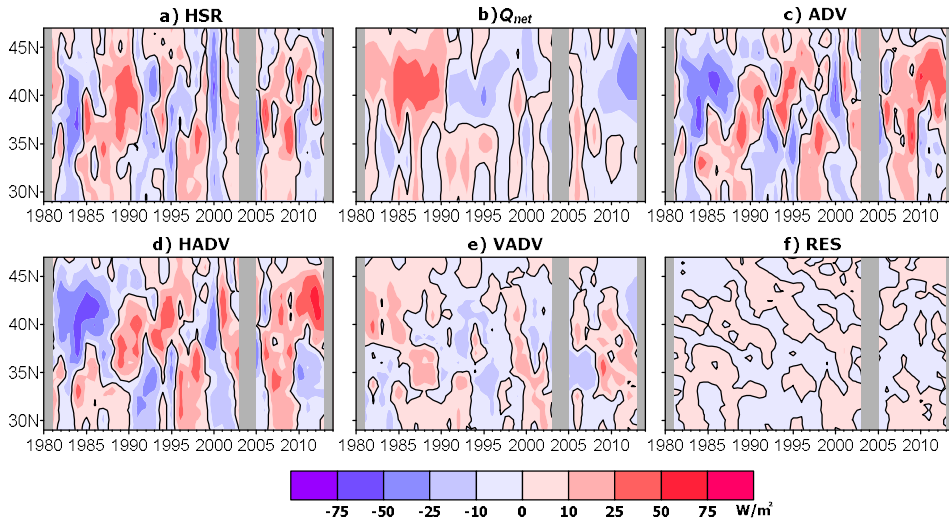 a) HSR b) Qnet c) ADV
45N
40N
35N
30N
1980 1985 1990 1995 2000 2005 2010 1980 1985 1990 1995 2000 2005 2010 1980 1985 1990 1995 2000 2005 2010
d) HADV e) VADV f) RES
45N
40N
35N
30N
1980 1985 1990 1995 2000 2005 2010 1980 1985 1990 1995 2000 2005 2010 1980 1985 1990 1995 2000 2005 2010
-75 -50 -25 -10 0 10 25 50 75 W/m²